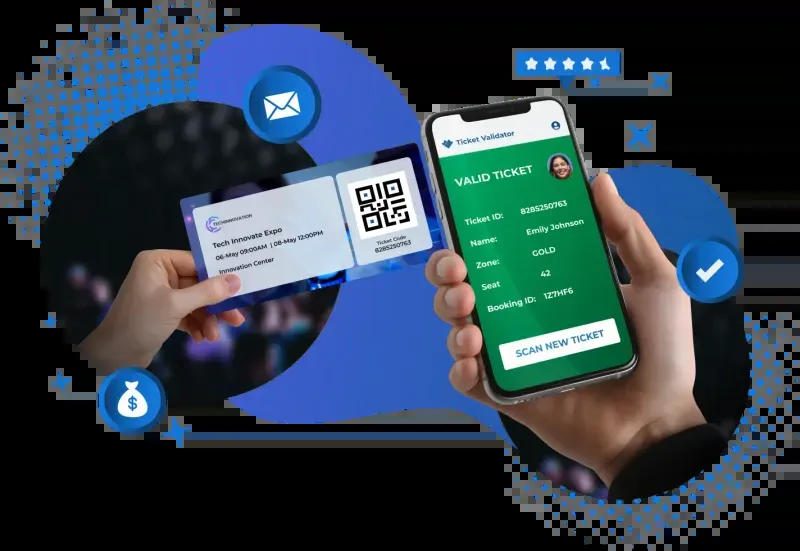 TECHINNOVATION
Tech Innovate Expo
06-May 09:00AM | 08-May 12:00PM
Innovation Center
Ticket Code
8285250763
Ticket Validator
VALID TICKET
Ticket ID: 8285250763
Name: Emily Johnson
Zone: GOLD
Seat 42
Booking ID: 1Z7HF6
SCAN NEW TICKET
$